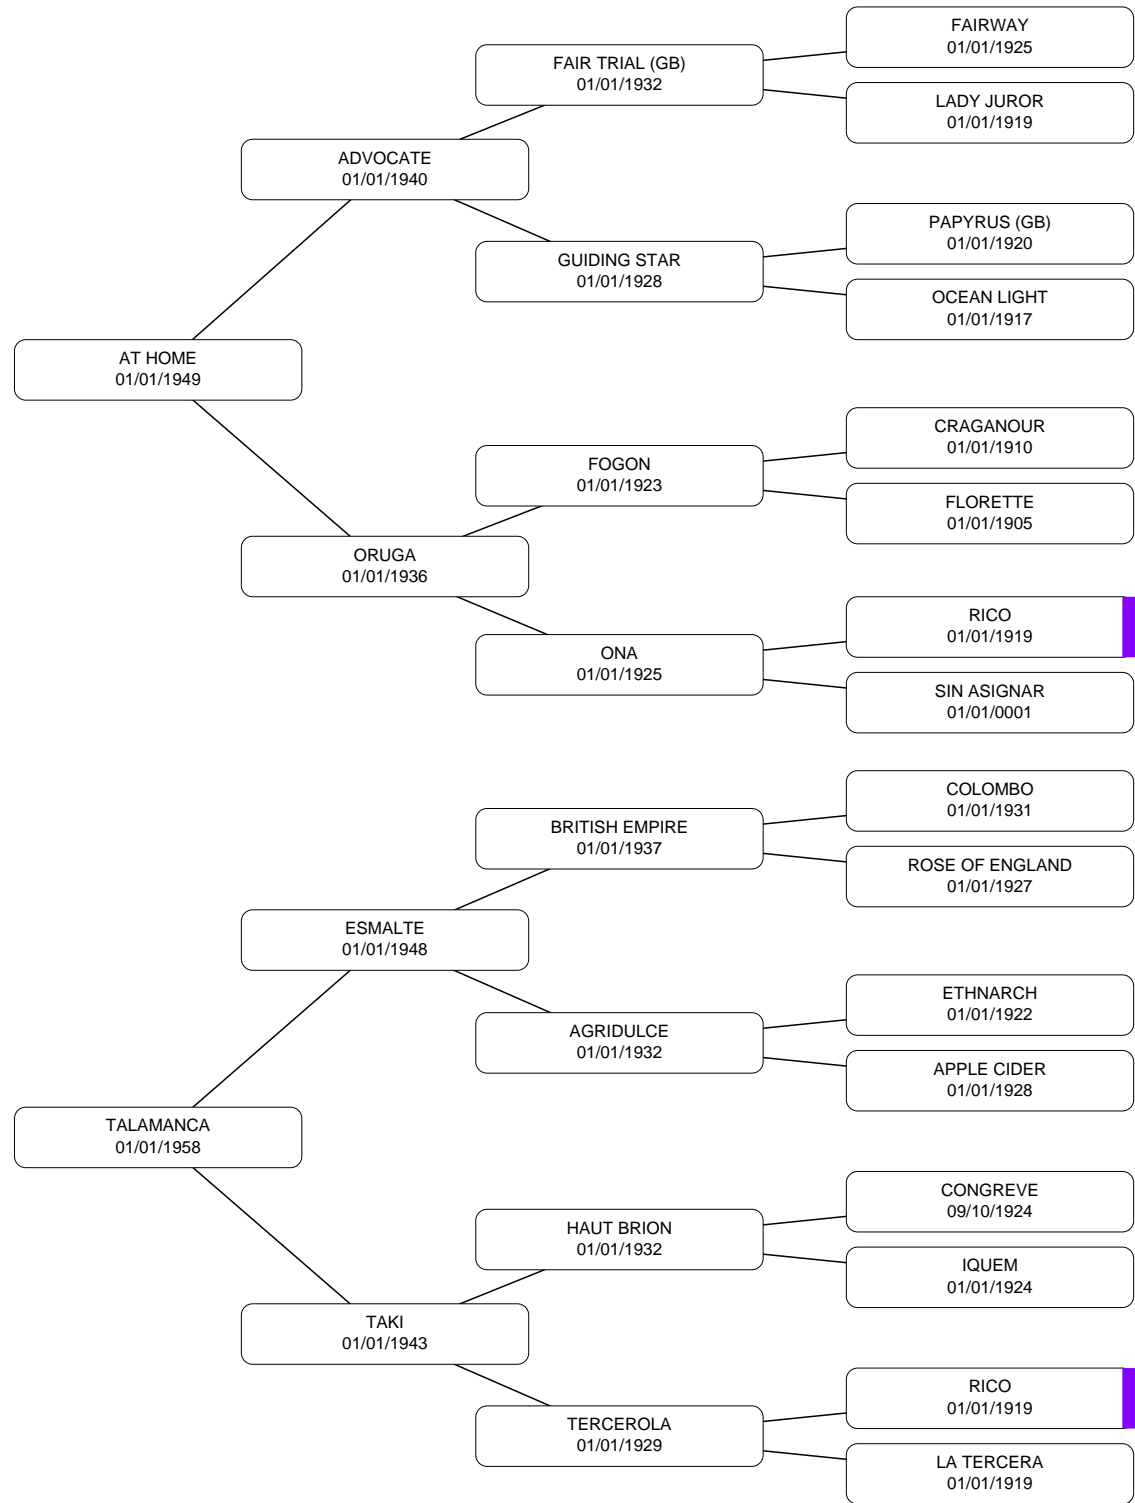 FAIRWAY
01/01/1925
FAIR TRIAL (GB)
01/01/1932
LADY JUROR
01/01/1919
ADVOCATE
01/01/1940
PAPYRUS (GB)
01/01/1920
GUIDING STAR
01/01/1928
OCEAN LIGHT
01/01/1917
AT HOME
01/01/1949
CRAGANOUR
01/01/1910
FOGON
01/01/1923
FLORETTE
01/01/1905
ORUGA
01/01/1936
RICO
01/01/1919
ONA
01/01/1925
SIN ASIGNAR
01/01/0001
COLOMBO
01/01/1931
BRITISH EMPIRE
01/01/1937
ROSE OF ENGLAND
01/01/1927
ESMALTE
01/01/1948
ETHNARCH
01/01/1922
AGRIDULCE
01/01/1932
APPLE CIDER
01/01/1928
TALAMANCA
01/01/1958
CONGREVE
09/10/1924
HAUT BRION
01/01/1932
IQUEM
01/01/1924
TAKI
01/01/1943
RICO
01/01/1919
TERCEROLA
01/01/1929
LA TERCERA
01/01/1919